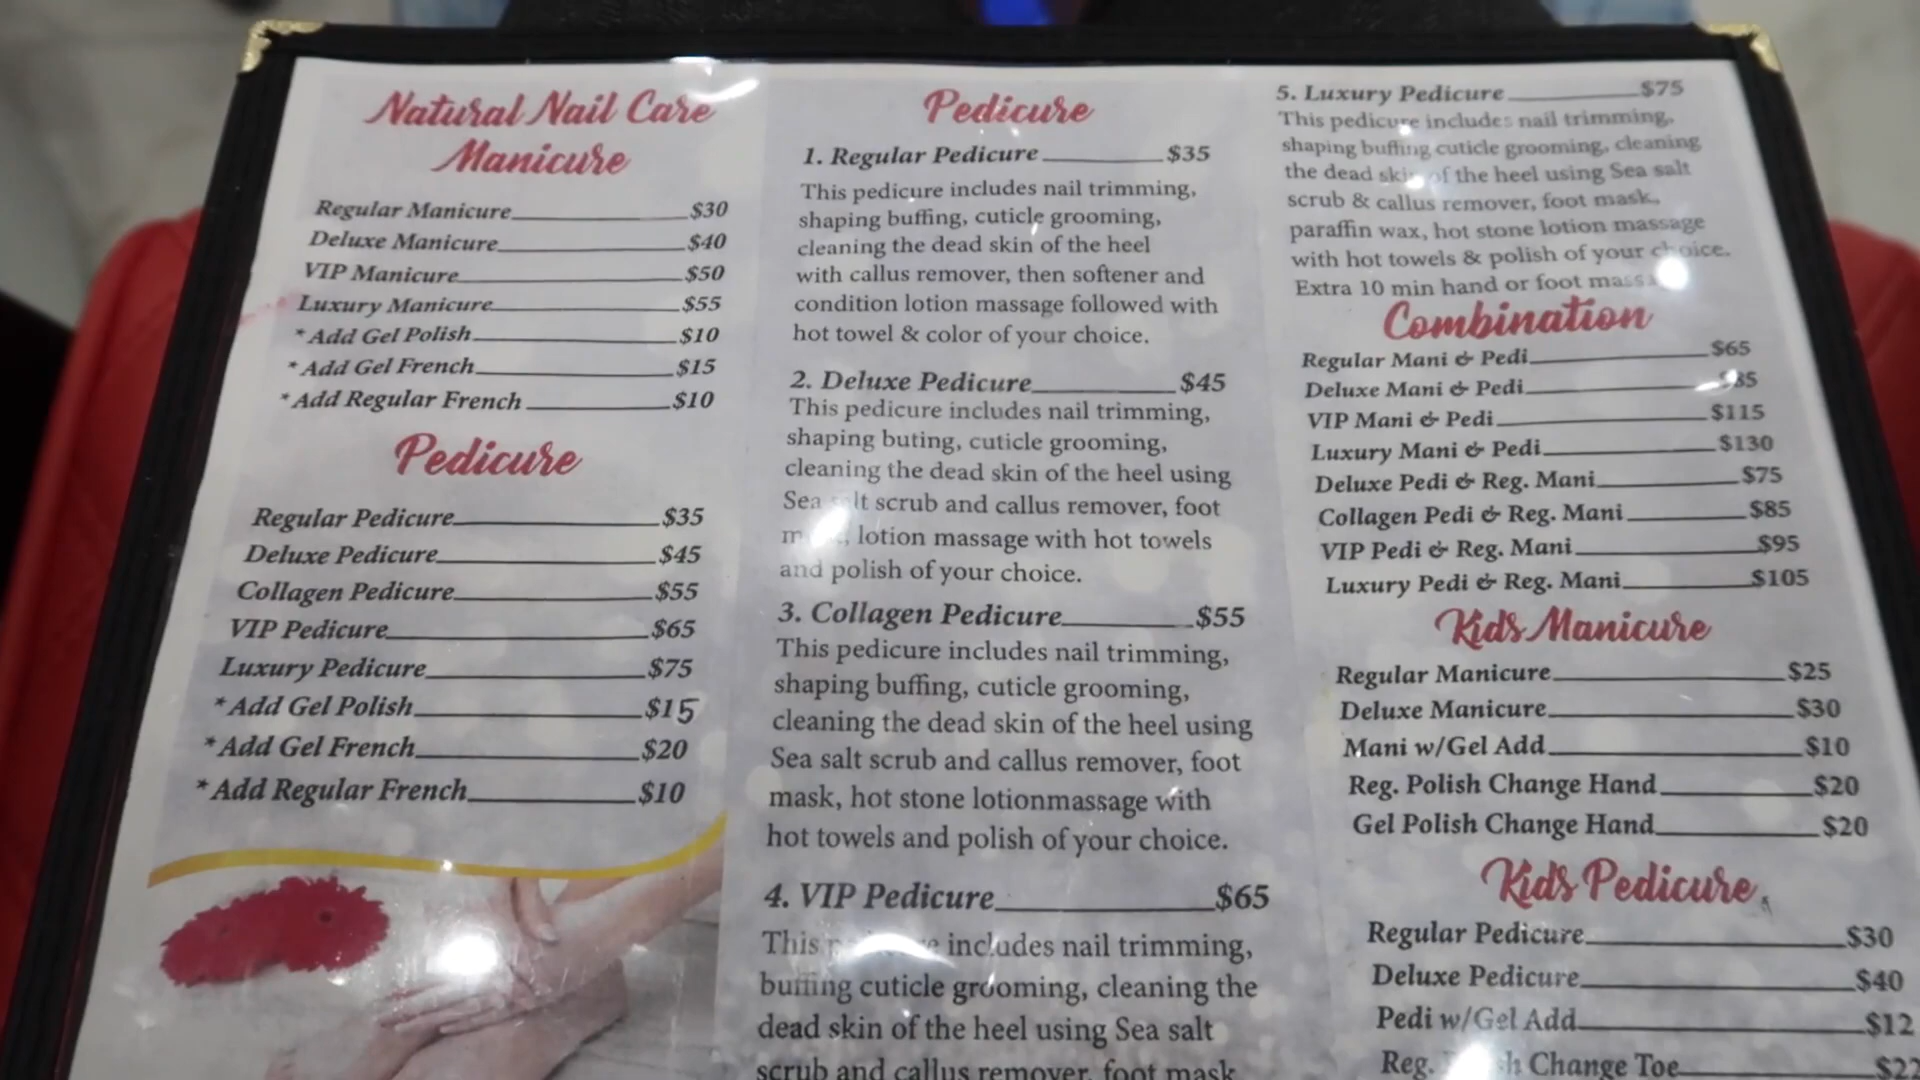 Natural Nail Care
Manicure
Regular Manicure $30
Deluxe Manicure $40
VIP Manicure $50
Luxury Manicure $55
* Add Gel Polish $10
* Add Gel French $15
* Add Regular French $10
Pedicure
Regular Pedicure $35
Deluxe Pedicure $45
Collagen Pedicure $55
VIP Pedicure $65
Luxury Pedicure $75
* Add Gel Polish $15
* Add Gel French $20
* Add Regular French $10
Pedicure
1. Regular Pedicure $35
This pedicure includes nail trimming,
shaping buffing, cuticle grooming,
cleaning the dead skin of the heel
with callus remover, then softener and
condition lotion massage followed with
hot towel & color of your choice.
2. Deluxe Pedicure $45
This pedicure includes nail trimming,
shaping buting, cuticle grooming,
cleaning the dead skin of the heel using
Sea salt scrub and callus remover, foot
lotion massage with hot towels
and polish of your choice.
3. Collagen Pedicure $55
This pedicure includes nail trimming,
shaping buffing, cuticle grooming,
cleaning the dead skin of the heel using
Sea salt scrub and callus remover, foot
mask, hot stone lotionmassage with
hot towels and polish of your choice.
4. VIP Pedicure $65
This includes nail trimming,
buffing cuticle grooming, cleaning the
dead skin of the heel using Sea salt
scrub and callus remover, foot mask
5. Luxury Pedicure $75
This pedicure includes nail trimming,
shaping buffing cuticle grooming, cleaning
the dead skin of the heel using Sea salt
scrub & callus remover, foot mask,
paraffin wax, hot stone lotion massage
with hot towels & polish of your choice.
Extra 10 min hand or foot
Combination
Regular Mani & Pedi $65
Deluxe Mani & Pedi
VIP Mani & Pedi $115
Luxury Mani & Pedi $130
Deluxe Pedi & Reg. Mani $75
Collagen Pedi & Reg. Mani $85
VIP Pedi & Reg. Mani $95
Luxury Pedi & Reg. Mani $105
Kids Manicure
Regular Manicure $25
Deluxe Manicure $30
Mani w/Gel Add $10
Reg. Polish Change Hand $20
Gel Polish Change Hand $20
Kids Pedicure
Regular Pedicure $30
Deluxe Pedicure $40
Pedi w/Gel Add $12
Reg. Change Toe $22